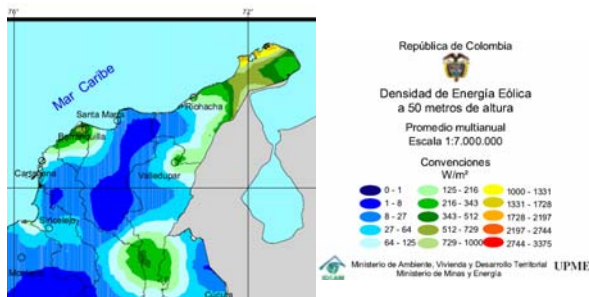 76°
72°
Mar Caribe
Santa Marta
Riohacha
Barranquilla
Cartagena
Valledupar
Sincelejo
República de Colombia
Densidad de Energía Eólica
a 50 metros de altura
Promedio multianual
Escala 1:7.000.000
Convenciones
W/m²
0 - 1
125 - 216
1000 - 1331
1 - 8
216 - 343
1331 - 1728
8 - 27
343 - 512
1728 - 2197
27 - 64
512 - 729
2197 - 2744
64 - 125
729 - 1000
2744 - 3375
Ministerio de Ambiente, Vivienda y Desarrollo Territorial
Ministerio de Minas y Energía
UPME